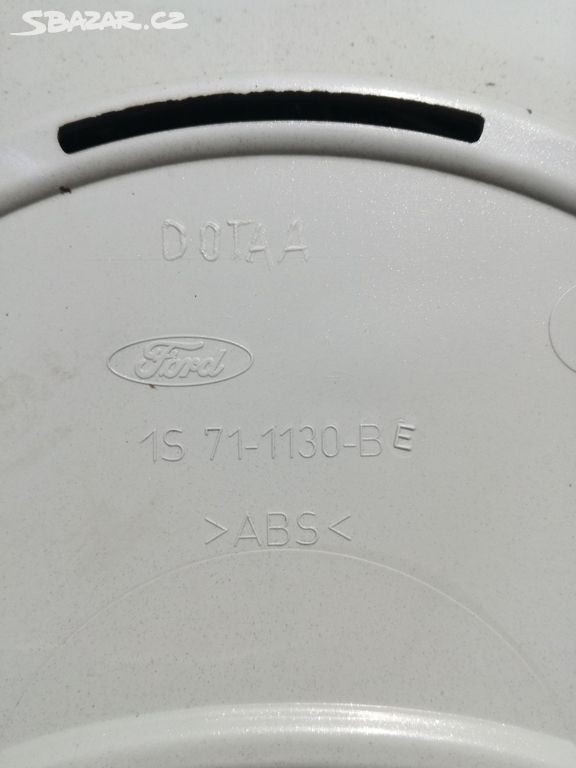 SBAZAR.CZ
DOTAA
Ford
1S 71-1130-BE
>ABS<